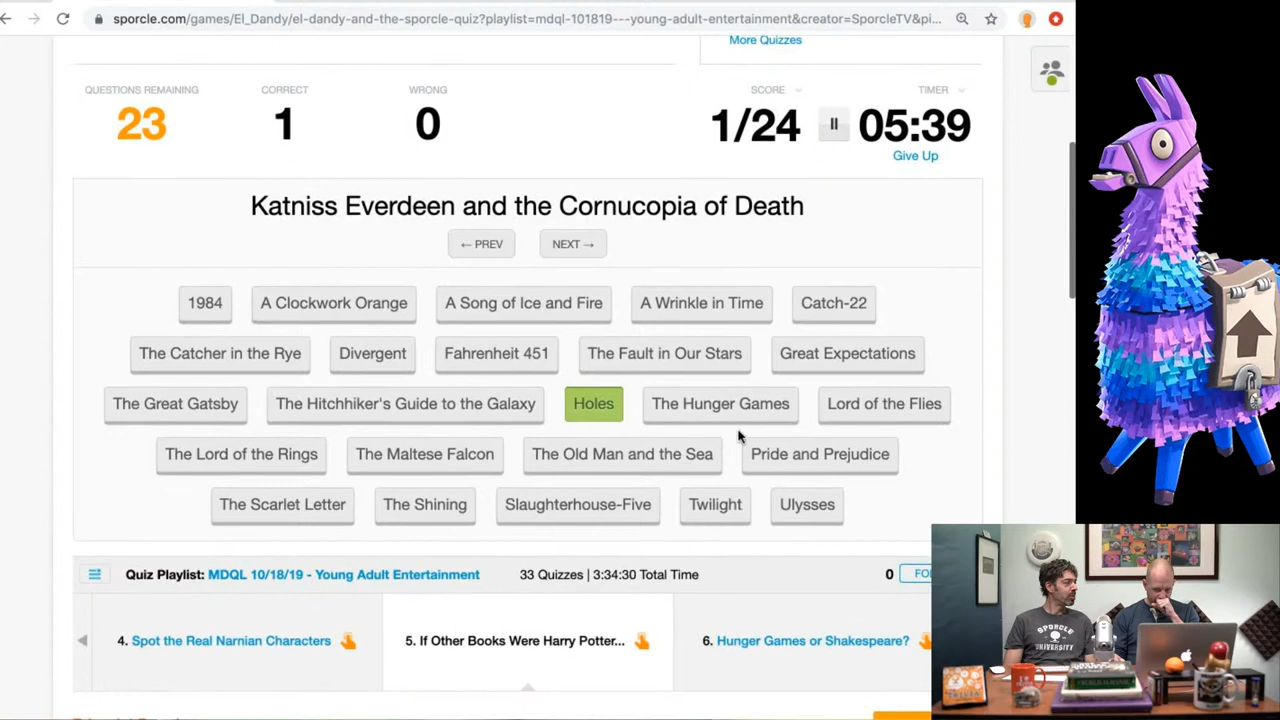 sporcle.com/games/El_Dandy/el-dandy-and-the-sporcle-quiz?playlist=mdql-101819---young-adult-entertainment&creator=SporcleTV&pi...
More Quizzes
QUESTIONS REMAINING CORRECT WRONG SCORE TIMER
23 1 0 1/24 05:39
Give Up
Katniss Everdeen and the Cornucopia of Death
← PREV NEXT →
1984 A Clockwork Orange A Song of Ice and Fire A Wrinkle in Time Catch-22
The Catcher in the Rye Divergent Fahrenheit 451 The Fault in Our Stars Great Expectations
The Great Gatsby The Hitchhiker's Guide to the Galaxy Holes The Hunger Games Lord of the Flies
The Lord of the Rings The Maltese Falcon The Old Man and the Sea Pride and Prejudice
The Scarlet Letter The Shining Slaughterhouse-Five Twilight Ulysses
Quiz Playlist: MDQL 10/18/19 - Young Adult Entertainment 33 Quizzes | 3:34:30 Total Time 0 FO
4. Spot the Real Narnian Characters 5. If Other Books Were Harry Potter... 6. Hunger Games or Shakespeare?
SPORCLE
UNIVERSITY